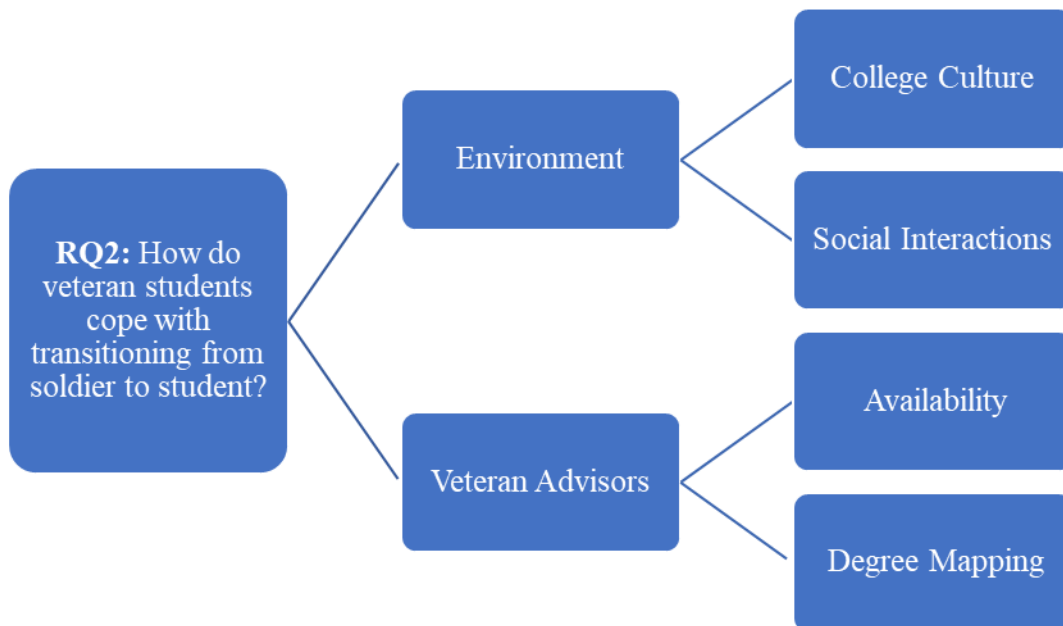 RQ2: How do
veteran students
cope with
transitioning from
soldier to student?
Environment
College Culture
Social Interactions
Veteran Advisors
Availability
Degree Mapping